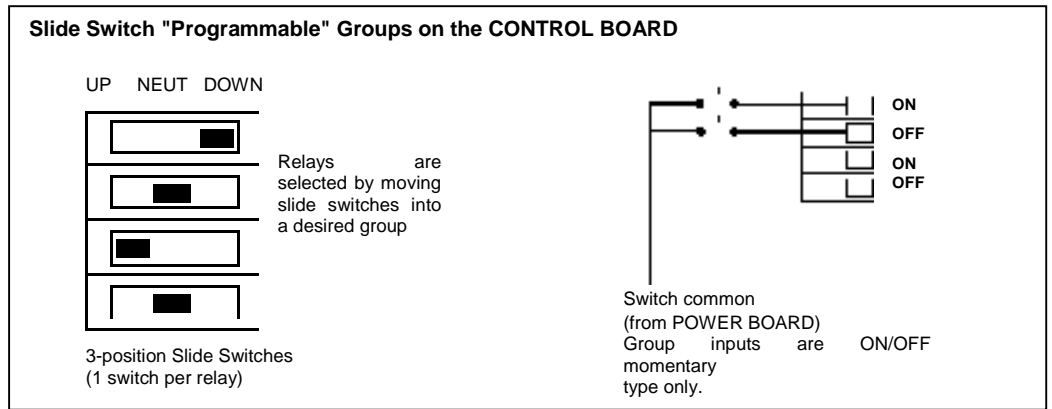 Slide Switch "Programmable" Groups on the CONTROL BOARD
UP NEUT DOWN
Relays are
selected by moving
slide switches into
a desired group
3-position Slide Switches
(1 switch per relay)
ON
OFF
ON
OFF
Switch common
(from POWER BOARD)
Group inputs are ON/OFF
momentary
type only.